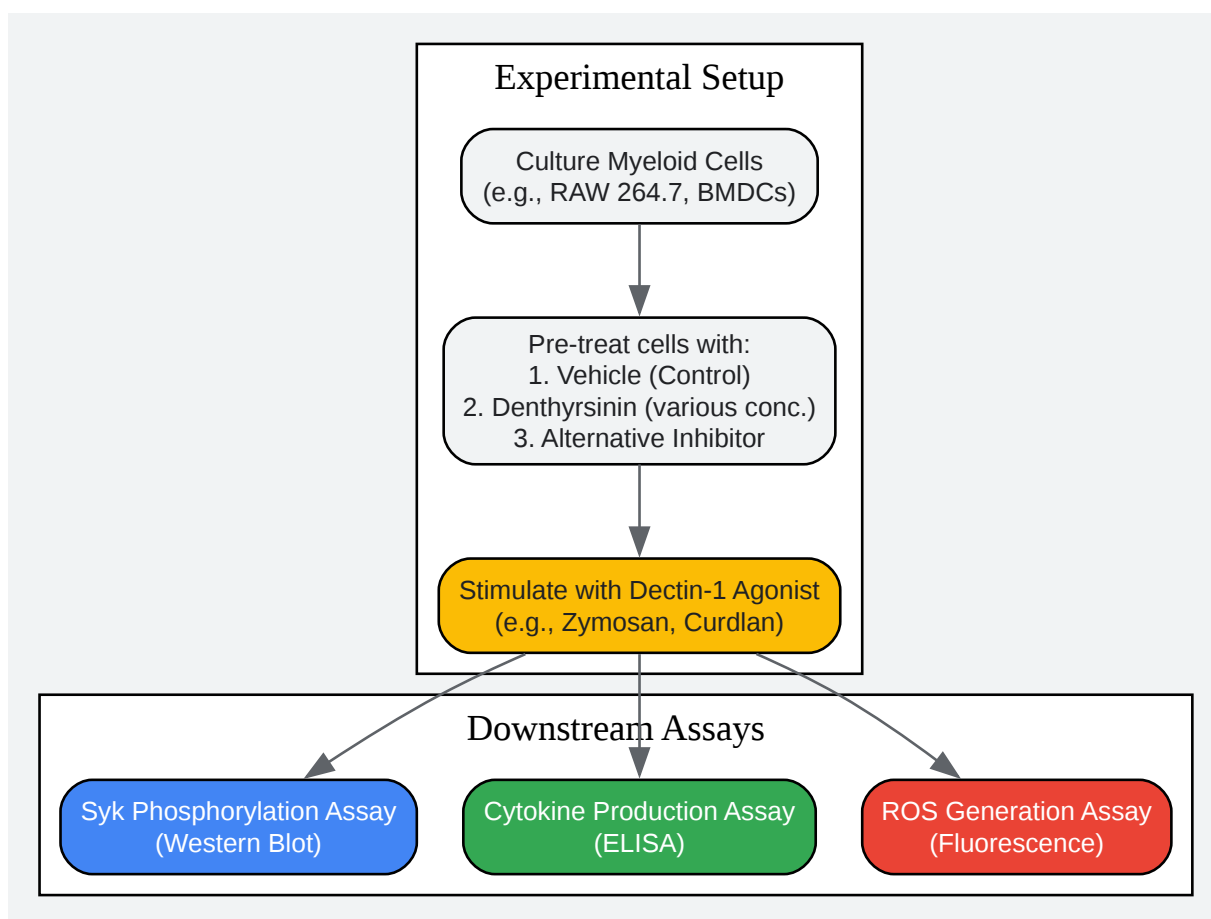 Experimental Setup
Culture Myeloid Cells
(e.g., RAW 264.7, BMDCs)
Pre-treat cells with:
1. Vehicle (Control)
2. Denthyrsinin (various conc.)
3. Alternative Inhibitor
Stimulate with Dectin-1 Agonist
(e.g., Zymosan, Curdlan)
Downstream Assays
Syk Phosphorylation Assay
(Western Blot)
Cytokine Production Assay
(ELISA)
ROS Generation Assay
(Fluorescence)